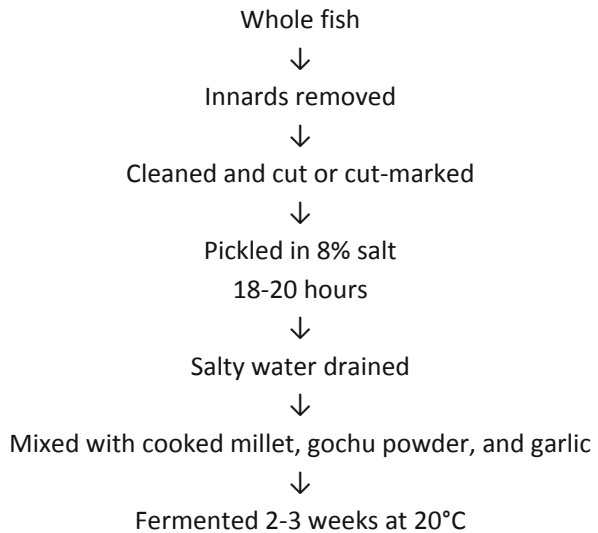 Whole fish
↓
Innards removed
↓
Cleaned and cut or cut-marked
↓
Pickled in 8% salt
18-20 hours
↓
Salty water drained
↓
Mixed with cooked millet, gochu powder, and garlic
↓
Fermented 2-3 weeks at 20°C